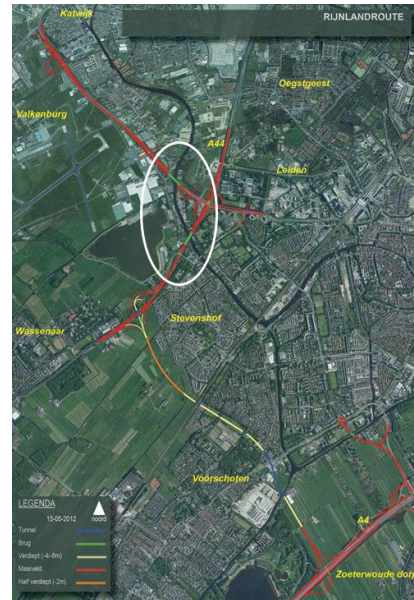 RIJNLANDROUTE
Katwijk
Oegstgeest
Valkenburg
A44
Leiden
Stevenshof
Wassenaar
Voorschoten
LEGENDA
15-05-2012
noord
Tunnel
Brug
Verdiept (-4/-8m)
Maaiveld
Half verdiept (-2m)
A4
Zoeterwoude dorp